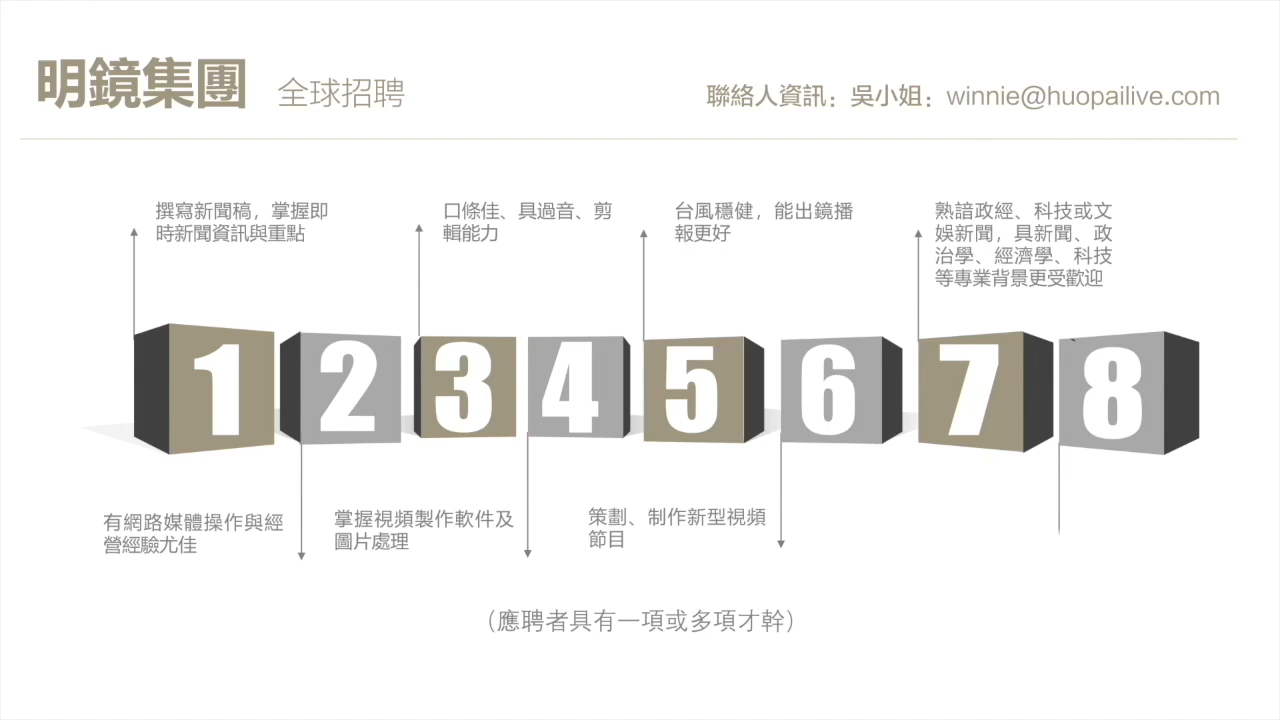 明鏡集團 全球招聘
聯絡人資訊：吳小姐：winnie@huopailive.com
撰寫新聞稿，掌握即
時新聞資訊與重點
口條佳、具過音、剪
輯能力
台風穩健，能出鏡播
報更好
熟諳政經、科技或文
娛新聞，具新聞、政
治學、經濟學、科技
等專業背景更受歡迎
1 2 3 4 5 6 7 8
有網路媒體操作與經
營經驗尤佳
掌握視頻製作軟件及
圖片處理
策劃、制作新型視頻
節目
（應聘者具有一項或多項才幹）